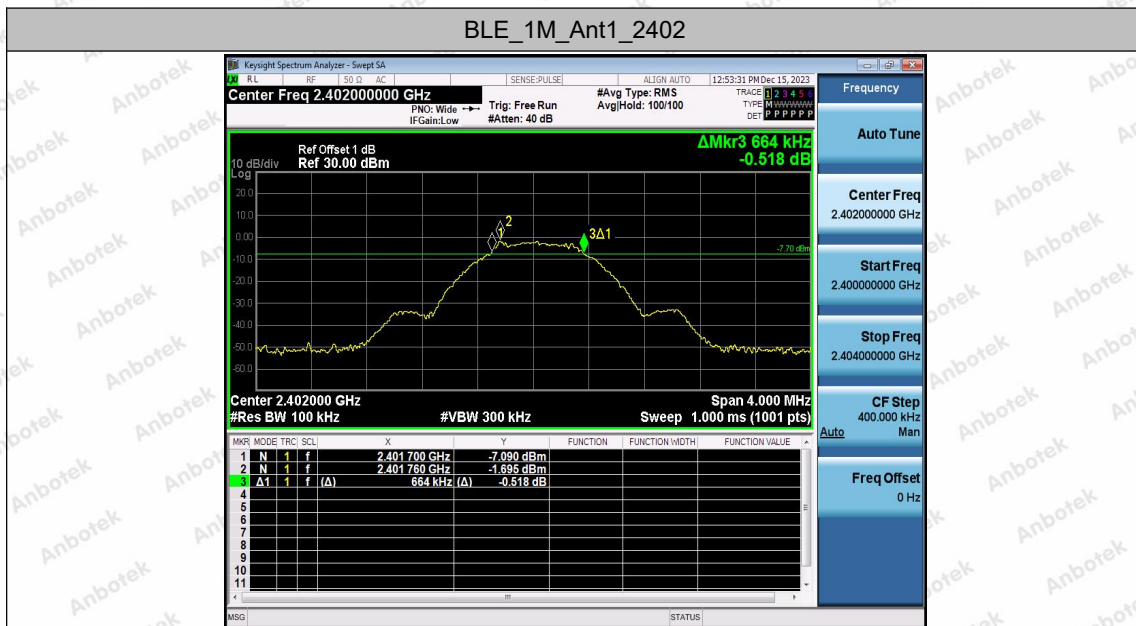 BLE_1M_Ant1_2402
Keysight Spectrum Analyzer - Swept SA
RL RF 50 Ω AC SENSE:PULSE ALIGN AUTO 12:53:31 PM Dec 15, 2023
Center Freq 2.402000000 GHz
PNO: Wide
IFGain:Low
Trig: Free Run
#Atten: 40 dB
#Avg Type: RMS
Avg|Hold: 100/100
TRACE 1 2 3 4 5 6
TYPE M WWWWW
DET P P P P P P
Ref Offset 1 dB
10 dB/div Ref 30.00 dBm
Log
ΔMkr3 664 kHz
-0.518 dB
20.0
10.0
0.00
-10.0
-20.0
-30.0
-40.0
-50.0
-60.0
1
2
3Δ1
-7.70 dBm
Center 2.402000 GHz Span 4.000 MHz
#Res BW 100 kHz #VBW 300 kHz Sweep 1.000 ms (1001 pts)
MKR MODE TRC SCL X Y FUNCTION FUNCTION WIDTH FUNCTION VALUE
1 N 1 f 2.401 700 GHz -7.090 dBm
2 N 1 f 2.401 760 GHz -1.695 dBm
3 Δ1 1 f (Δ) 664 kHz (Δ) -0.518 dB
4
5
6
7
8
9
10
11
MSG STATUS
Frequency
Auto Tune
Center Freq
2.402000000 GHz
Start Freq
2.400000000 GHz
Stop Freq
2.404000000 GHz
CF Step
400.000 kHz
Auto Man
Freq Offset
0 Hz
Anbotek